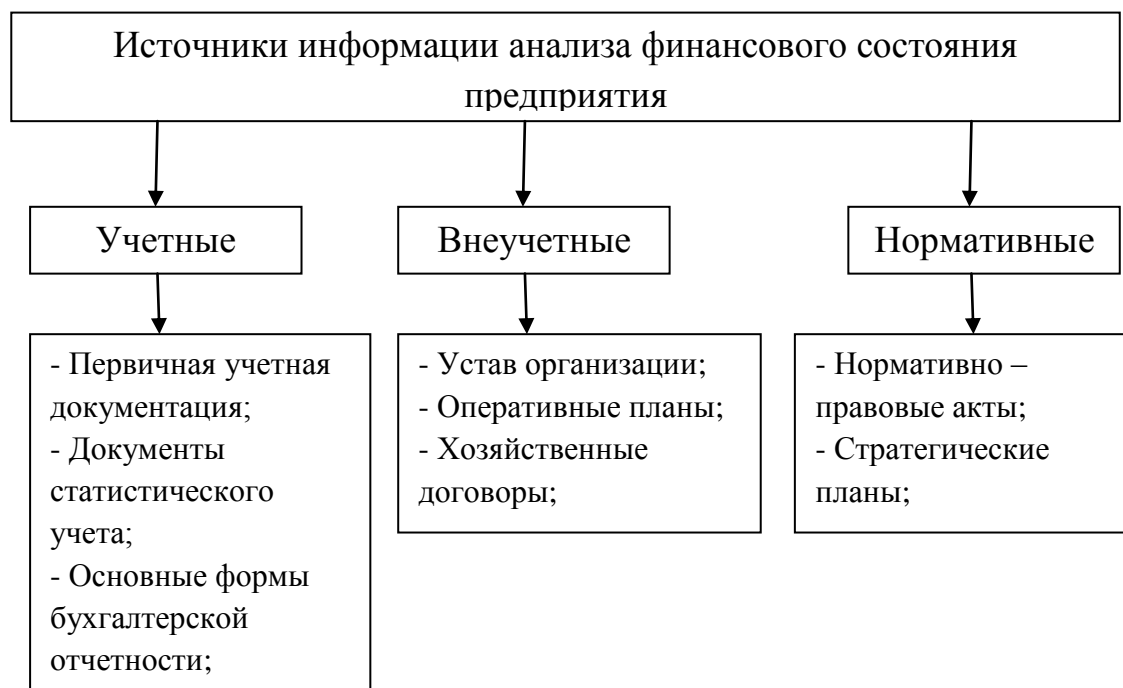 Источники информации анализа финансового состояния
предприятия
Учетные
Внеучетные
Нормативные
- Первичная учетная
документация;
- Документы
статистического
учета;
- Основные формы
бухгалтерской
отчетности;
- Устав организации;
- Оперативные планы;
- Хозяйственные
договоры;
- Нормативно –
правовые акты;
- Стратегические
планы;